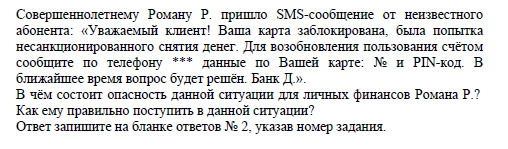 Совершеннолетнему Роману Р. пришло SMS-сообщение от неизвестного
абонента: «Уважаемый клиент! Ваша карта заблокирована, была попытка
несанкционированного снятия денег. Для возобновления пользования счётом
сообщите по телефону *** данные по Вашей карте: № и PIN-код. В
ближайшее время вопрос будет решён. Банк Д.».
В чём состоит опасность данной ситуации для личных финансов Романа Р.?
Как ему правильно поступить в данной ситуации?
Ответ запишите на бланке ответов № 2, указав номер задания.